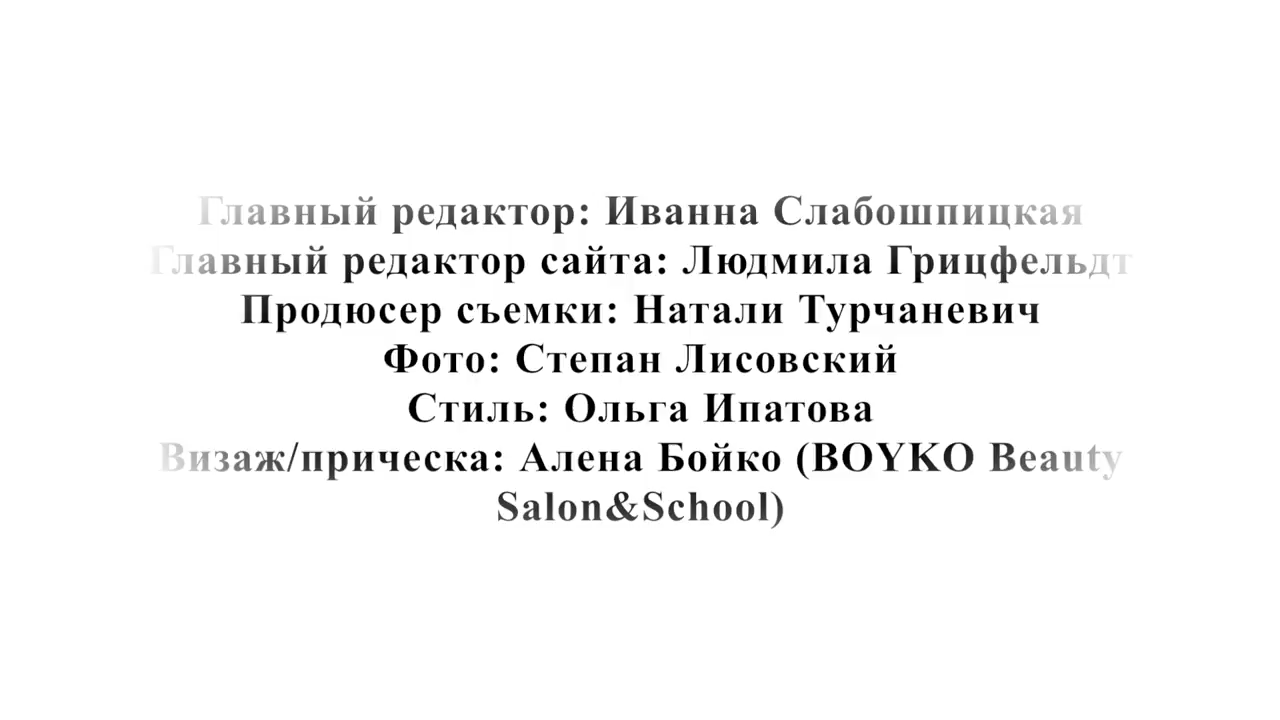 Главный редактор: Иванна Слабошпицкая
Главный редактор сайта: Людмила Грицфельдт
Продюсер съемки: Натали Турчаневич
Фото: Степан Лисовский
Стиль: Ольга Ипатова
Визаж/прическа: Алена Бойко (BOYKO Beauty
Salon&School)